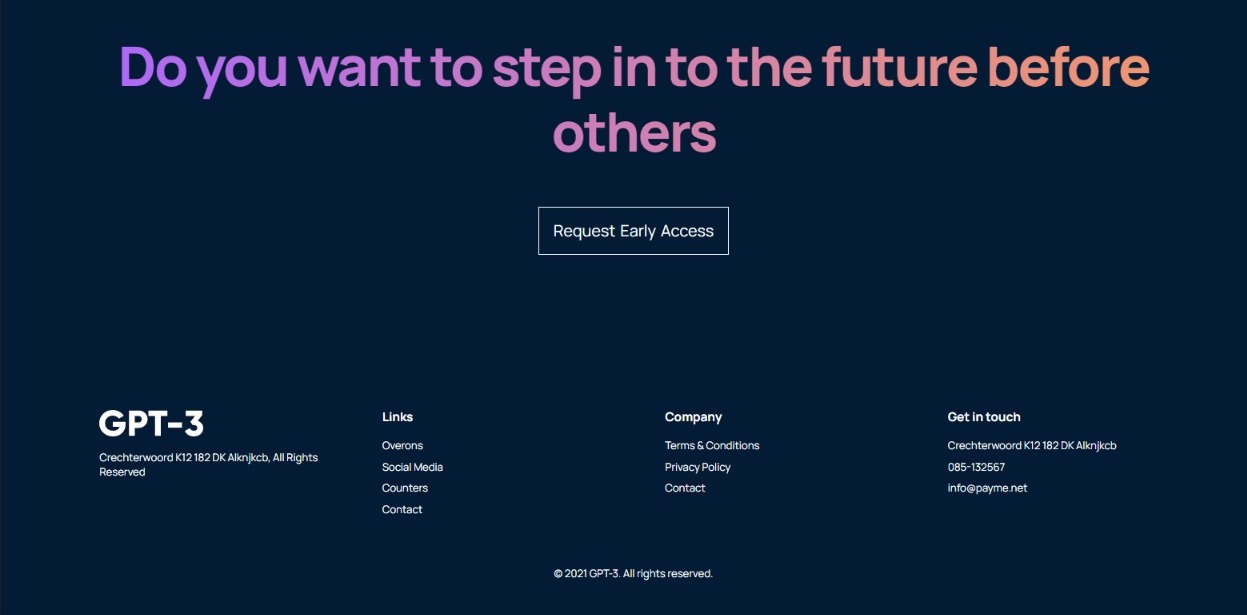 Do you want to step in to the future before
others
Request Early Access
GPT-3
Crechterwoord K12 182 DK Alknjkcb, All Rights
Reserved
Links
Overons
Social Media
Counters
Contact
Company
Terms & Conditions
Privacy Policy
Contact
Get in touch
Crechterwoord K12 182 DK Alknjkcb
085-132567
info@payme.net
© 2021 GPT-3. All rights reserved.